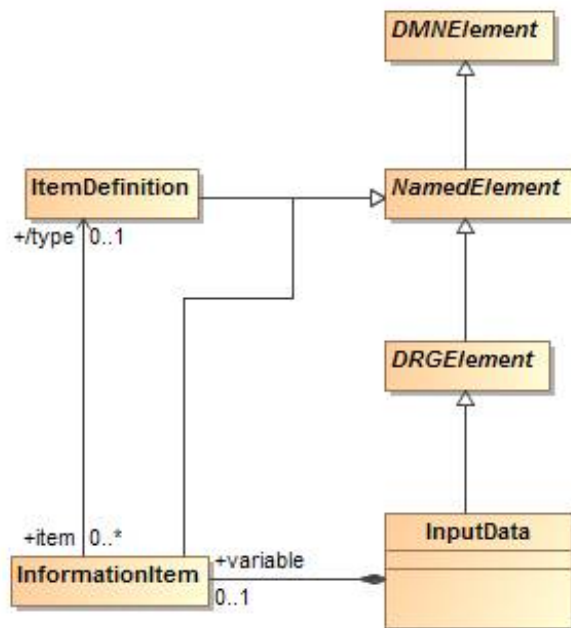 DMNElement
ItemDefinition
NamedElement
+/type 0..1
DRGElement
+item 0..*
InputData
+variable
InformationItem
0..1